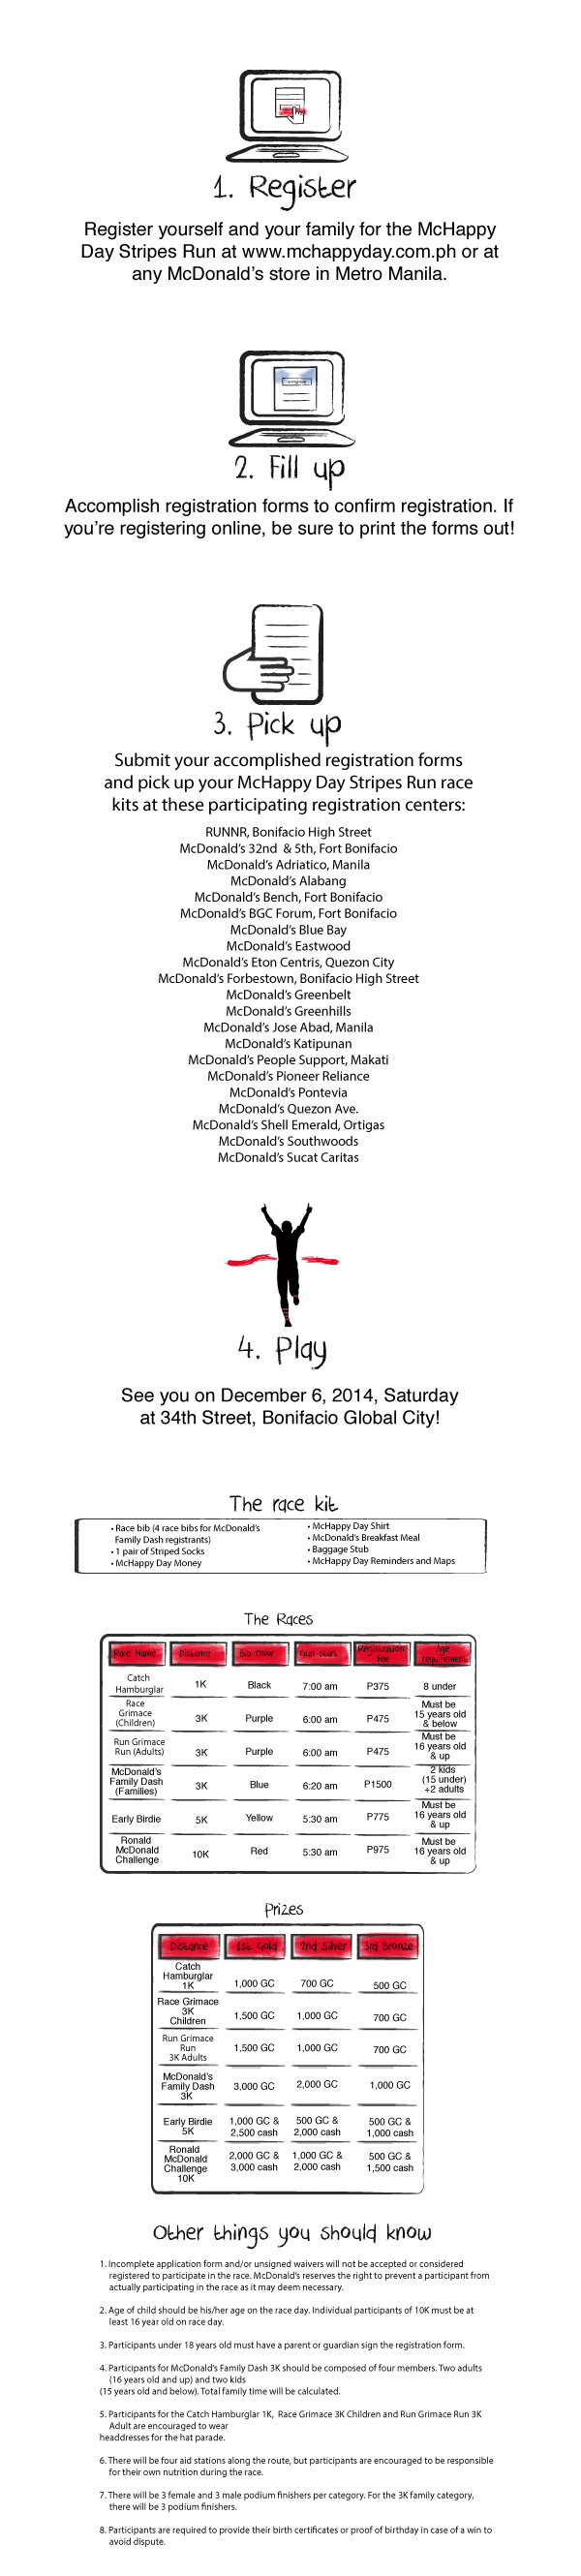 1. Register
Register yourself and your family for the McHappy
Day Stripes Run at www.mchappyday.com.ph or at
any McDonald's store in Metro Manila.
2. Fill up
Accomplish registration forms to confirm registration. If
you're registering online, be sure to print the forms out!
3. Pick up
Submit your accomplished registration forms
and pick up your McHappy Day Stripes Run race
kits at these participating registration centers:
RUNNR, Bonifacio High Street
McDonald's 32nd & 5th, Fort Bonifacio
McDonald's Adriatico, Manila
McDonald's Alabang
McDonald's Bench, Fort Bonifacio
McDonald's BGC Forum, Fort Bonifacio
McDonald's Blue Bay
McDonald's Eastwood
McDonald's Eton Centris, Quezon City
McDonald's Forbestown, Bonifacio High Street
McDonald's Greenbelt
McDonald's Greenhills
McDonald's Jose Abad, Manila
McDonald's Katipunan
McDonald's People Support, Makati
McDonald's Pioneer Reliance
McDonald's Pontevia
McDonald's Quezon Ave.
McDonald's Shell Emerald, Ortigas
McDonald's Southwoods
McDonald's Sucat Caritas
4. Play
See you on December 6, 2014, Saturday
at 34th Street, Bonifacio Global City!
The race kit
• Race bib (4 race bibs for McDonald's
Family Dash registrants)
• 1 pair of Striped Socks
• McHappy Day Money
• McHappy Day Shirt
• McDonald's Breakfast Meal
• Baggage Stub
• McHappy Day Reminders and Maps
The Races
Race Name Distance Bib Color Gun Start Registration Fee Age requirement
Catch Hamburglar 1K Black 7:00 am P375 8 under
Race Grimace (Children) 3K Purple 6:00 am P475 Must be 15 years old & below
Run Grimace Run (Adults) 3K Purple 6:00 am P475 Must be 16 years old & up
McDonald's Family Dash (Families) 3K Blue 6:20 am P1500 2 kids (15 under) +2 adults
Early Birdie 5K Yellow 5:30 am P775 Must be 16 years old & up
Ronald McDonald Challenge 10K Red 5:30 am P975 Must be 16 years old & up
Prizes
Distance 1st Gold 2nd Silver 3rd Bronze
Catch Hamburglar 1K 1,000 GC 700 GC 500 GC
Race Grimace 3K Children 1,500 GC 1,000 GC 700 GC
Run Grimace Run 3K Adults 1,500 GC 1,000 GC 700 GC
McDonald's Family Dash 3K 3,000 GC 2,000 GC 1,000 GC
Early Birdie 5K 1,000 GC & 2,500 cash 500 GC & 2,000 cash 500 GC & 1,000 cash
Ronald McDonald Challenge 10K 2,000 GC & 3,000 cash 1,000 GC & 2,000 cash 500 GC & 1,500 cash
Other things you should know
1. Incomplete application form and/or unsigned waivers will not be accepted or considered
registered to participate in the race. McDonald's reserves the right to prevent a participant from
actually participating in the race as it may deem necessary.
2. Age of child should be his/her age on the race day. Individual participants of 10K must be at
least 16 year old on race day.
3. Participants under 18 years old must have a parent or guardian sign the registration form.
4. Participants for McDonald's Family Dash 3K should be composed of four members. Two adults
(16 years old and up) and two kids
(15 years old and below). Total family time will be calculated.
5. Participants for the Catch Hamburglar 1K, Race Grimace 3K Children and Run Grimace Run 3K
Adult are encouraged to wear
headdresses for the hat parade.
6. There will be four aid stations along the route, but participants are encouraged to be responsible
for their own nutrition during the race.
7. There will be 3 female and 3 male podium finishers per category. For the 3K family category,
there will be 3 podium finishers.
8. Participants are required to provide their birth certificates or proof of birthday in case of a win to
avoid dispute.